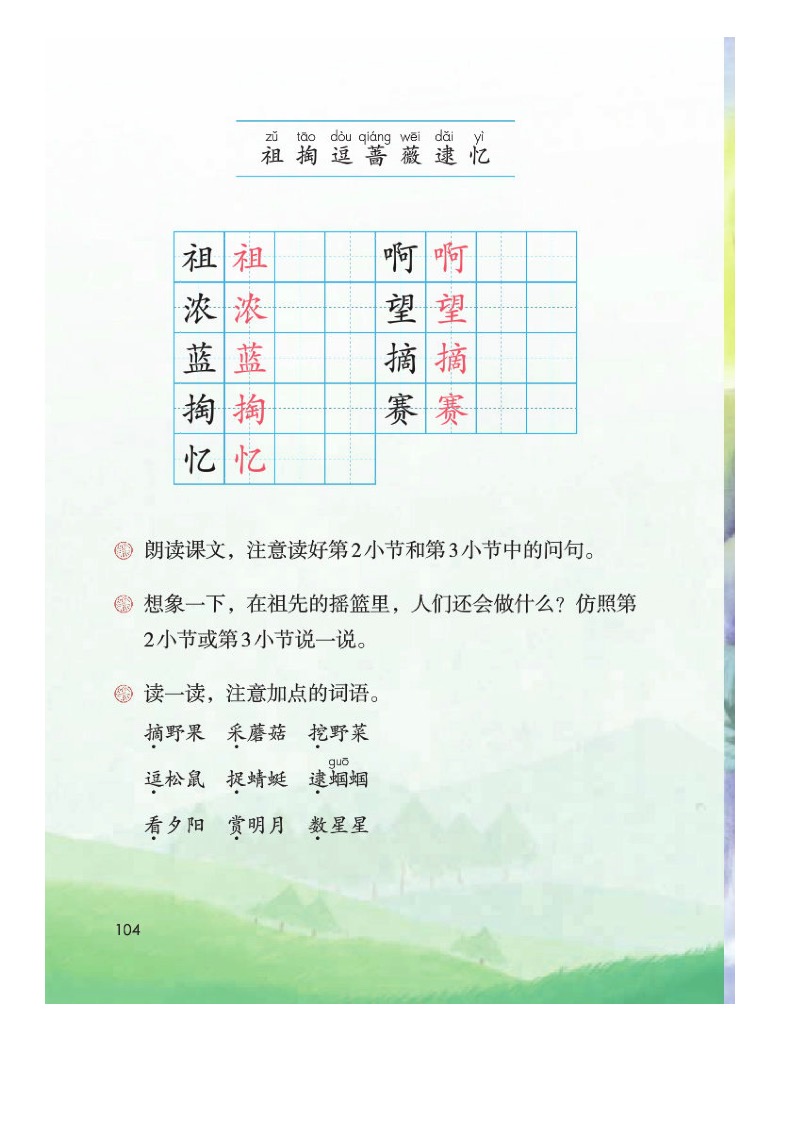 zǔ tāo dòu qiáng wēi dǎi yì
祖 掏 逗 蔷 薇 逮 忆
祖 祖 啊 啊
浓 浓 望 望
蓝 蓝 摘 摘
掏 掏 赛 赛
忆 忆
朗读课文，注意读好第2小节和第3小节中的问句。
想象一下，在祖先的摇篮里，人们还会做什么？仿照第
2小节或第3小节说一说。
读一读，注意加点的词语。
摘野果 采蘑菇 挖野菜
guō
逗松鼠 捉蜻蜓 逮蝈蝈
看夕阳 赏明月 数星星
104